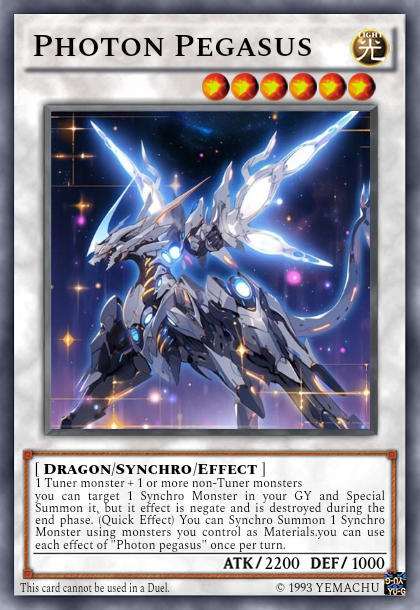 PHOTON PEGASUS
LIGHT
光
[ DRAGON/SYNCHRO/EFFECT ]
1 Tuner monster + 1 or more non-Tuner monsters
you can target 1 Synchro Monster in your GY and Special
Summon it, but it effect is negate and is destroyed during the
end phase. (Quick Effect) You can Synchro Summon 1 Synchro
Monster using monsters you control as Materials.you can use
each effect of "Photon pegasus" once per turn.
ATK/2200 DEF/1000
This card cannot be used in a Duel. © 1993 YEMACHU